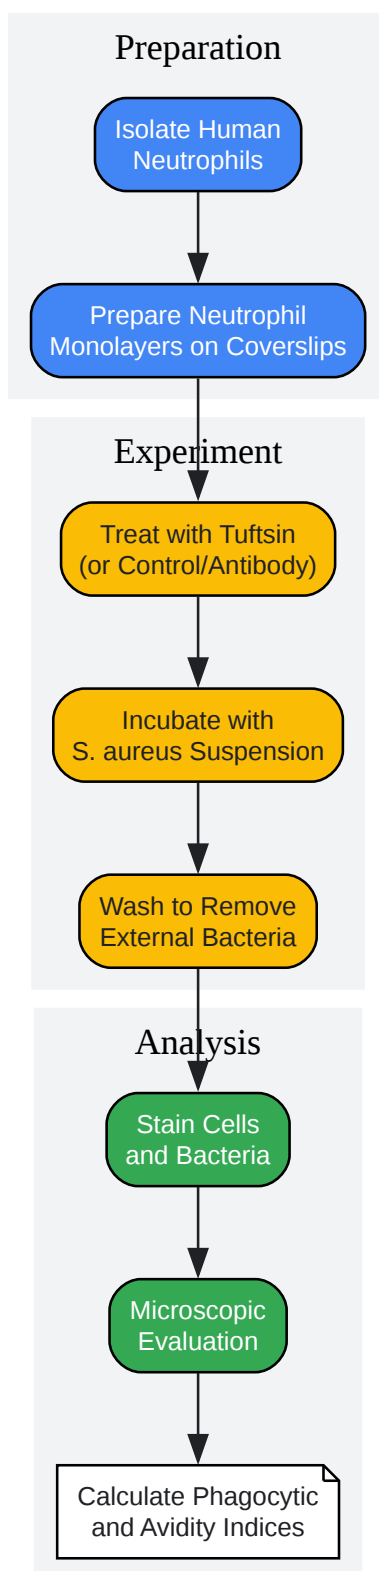 Preparation
Isolate Human
Neutrophils
Prepare Neutrophil
Monolayers on Coverslips
Experiment
Treat with Tuftsin
(or Control/Antibody)
Incubate with
S. aureus Suspension
Wash to Remove
External Bacteria
Analysis
Stain Cells
and Bacteria
Microscopic
Evaluation
Calculate Phagocytic
and Avidity Indices